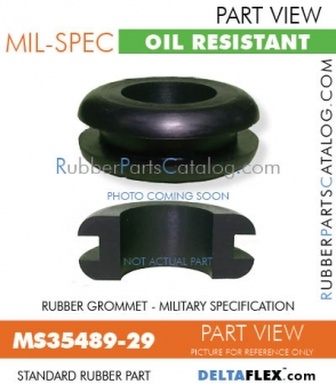 PART VIEW
MIL-SPEC
OIL RESISTANT
RubberPartsCatalog.com
PHOTO COMING SOON
NOT ACTUAL PART
RUBBERPARTSCATALOG.COM
RUBBER GROMMET - MILITARY SPECIFICATION
MS35489-29
PART VIEW
PICTURE FOR REFERENCE ONLY
STANDARD RUBBER PART
DELTAFLEX.com